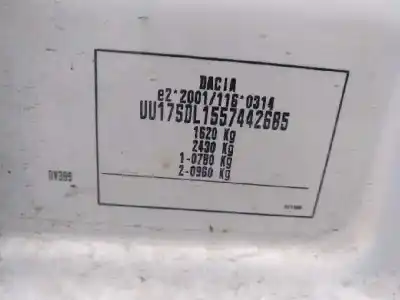 DACIA
e2*2001/116*0314
UU17SDL1557442685
1620 Kg
2430 Kg
1-0780 Kg
2-0960 Kg